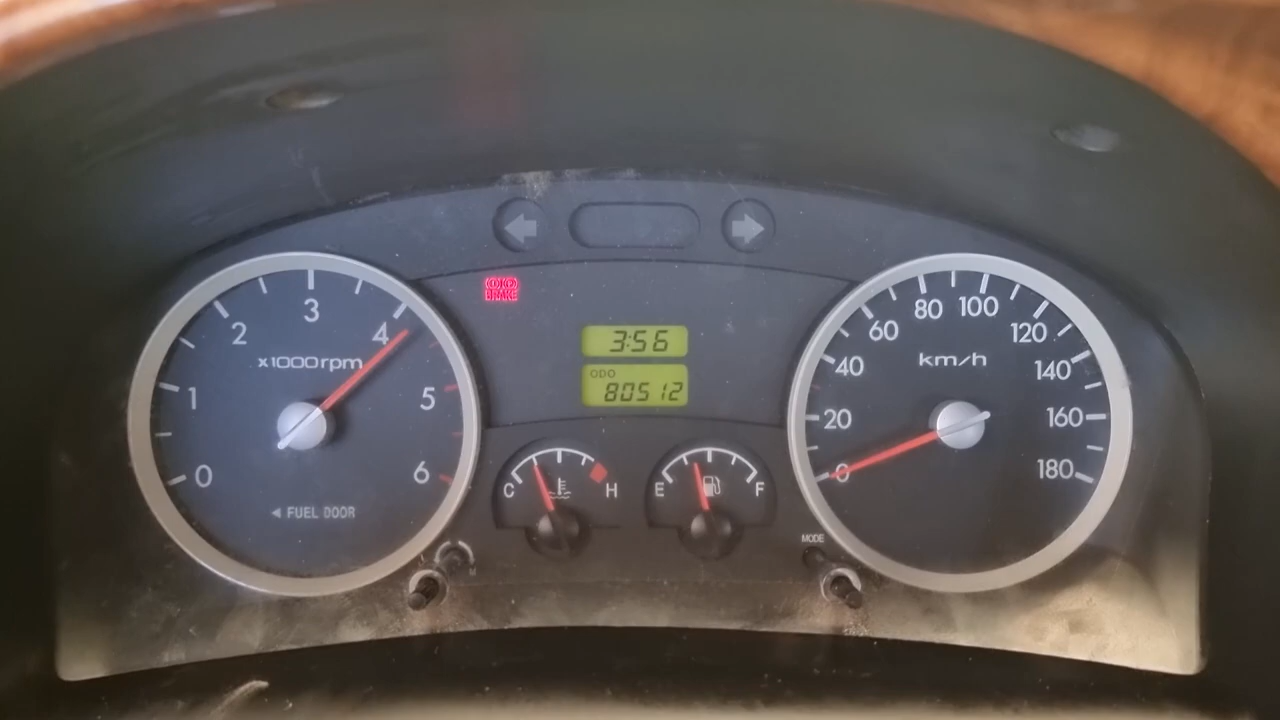 BRAKE
3:56
ODO
80512
0 1 2 3 4 5 6
x1000rpm
◄ FUEL DOOR
C H
E F
0 20 40 60 80 100 120 140 160 180
km/h
MODE